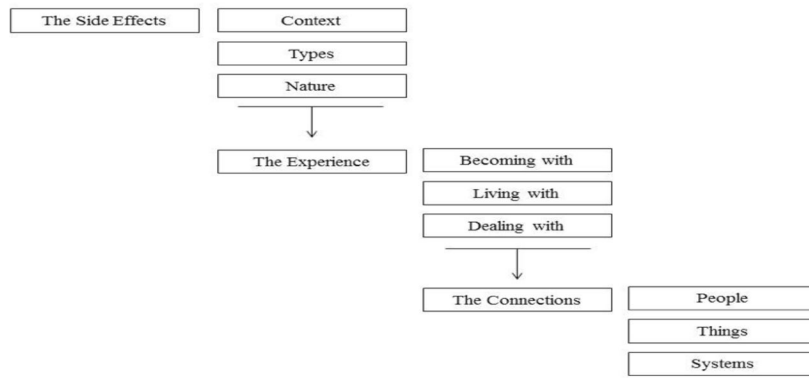 The Side Effects
Context
Types
Nature
The Experience
Becoming with
Living with
Dealing with
The Connections
People
Things
Systems